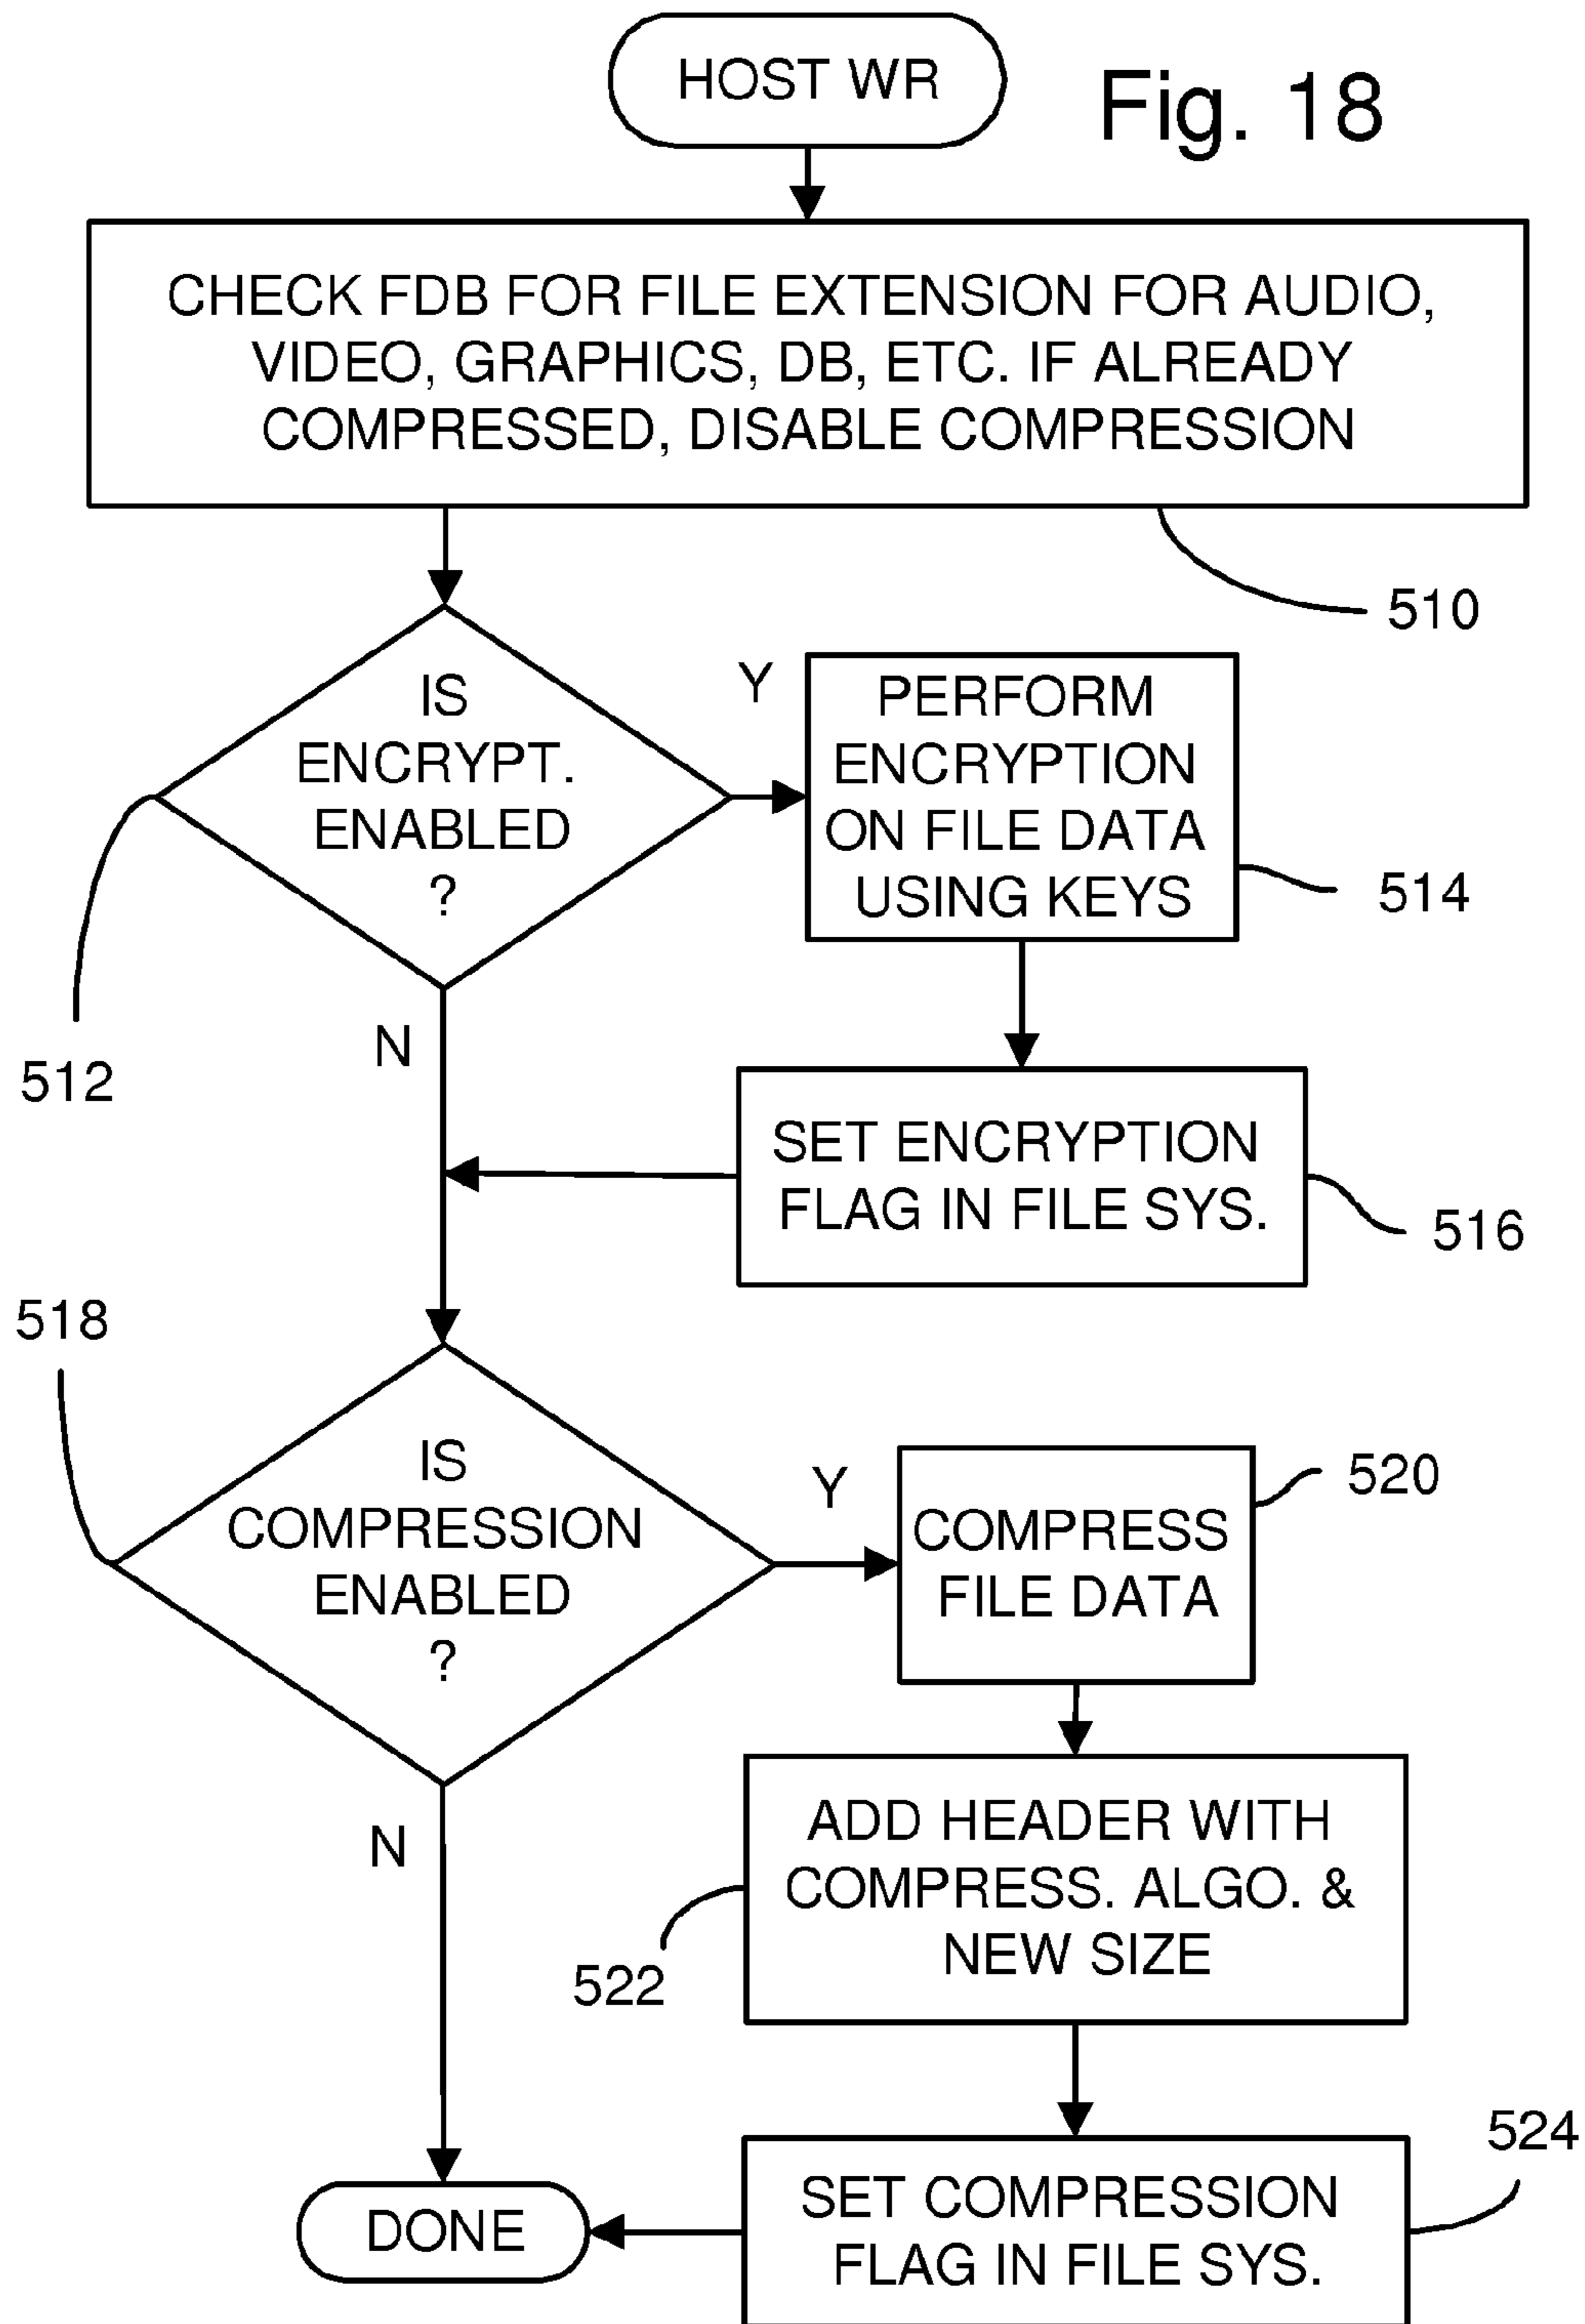 HOST WR
Fig. 18
CHECK FDB FOR FILE EXTENSION FOR AUDIO,
VIDEO, GRAPHICS, DB, ETC. IF ALREADY
COMPRESSED, DISABLE COMPRESSION
510
IS
ENCRYPT.
ENABLED
?
Y
PERFORM
ENCRYPTION
ON FILE DATA
USING KEYS
514
N
512
SET ENCRYPTION
FLAG IN FILE SYS.
516
518
IS
COMPRESSION
ENABLED
?
Y
COMPRESS
FILE DATA
520
N
ADD HEADER WITH
COMPRESS. ALGO. &
NEW SIZE
522
524
DONE
SET COMPRESSION
FLAG IN FILE SYS.